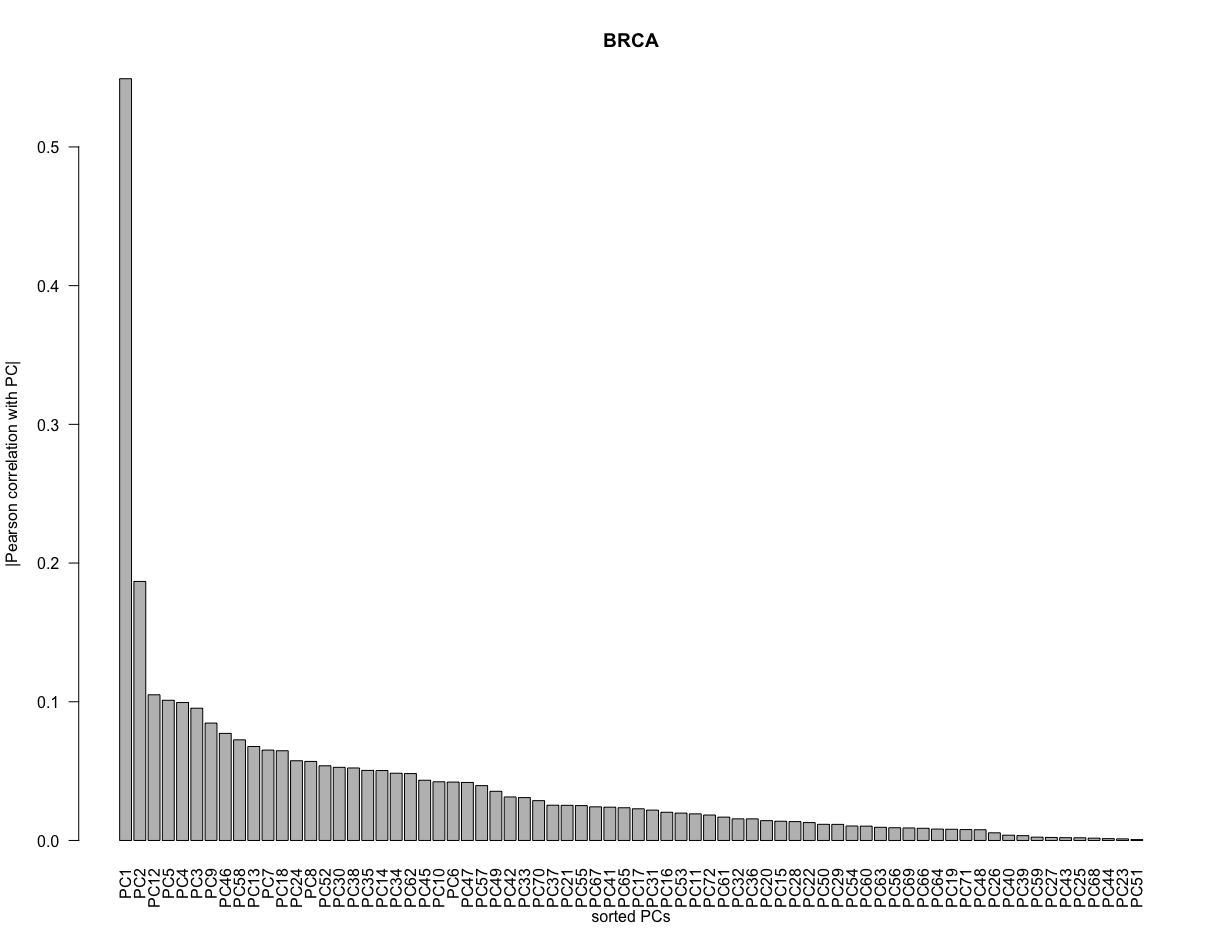 BRCA
|Pearson correlation with PC|
0.5
0.4
0.3
0.2
0.1
0.0
PC1
PC2
PC12
PC5
PC4
PC3
PC9
PC46
PC58
PC13
PC7
PC18
PC24
PC8
PC52
PC30
PC38
PC35
PC14
PC34
PC62
PC45
PC10
PC6
PC47
PC57
PC49
PC42
PC33
PC70
PC37
PC21
PC55
PC67
PC41
PC65
PC17
PC31
PC16
PC53
PC11
PC72
PC61
PC32
PC36
PC20
PC15
PC28
PC22
PC50
PC29
PC54
PC60
PC63
PC56
PC69
PC66
PC64
PC19
PC71
PC48
PC26
PC40
PC39
PC59
PC27
PC43
PC25
PC68
PC44
PC23
PC51
sorted PCs